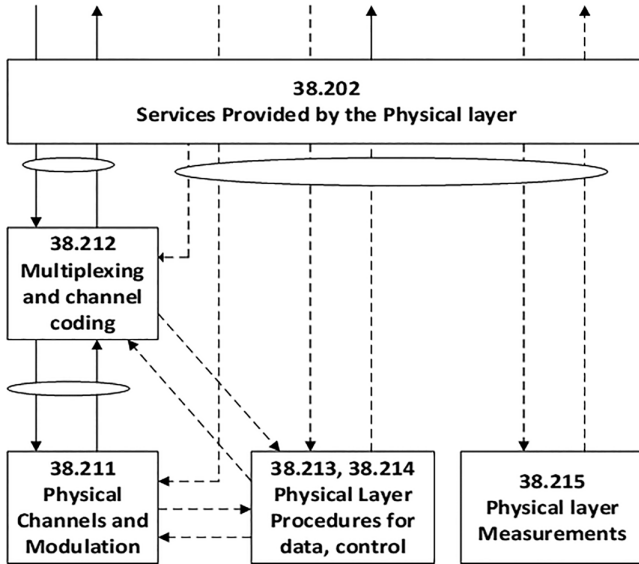 38.202
Services Provided by the Physical layer
38.212
Multiplexing
and channel
coding
38.211
Physical
Channels and
Modulation
38.213, 38.214
Physical Layer
Procedures for
data, control
38.215
Physical layer
Measurements